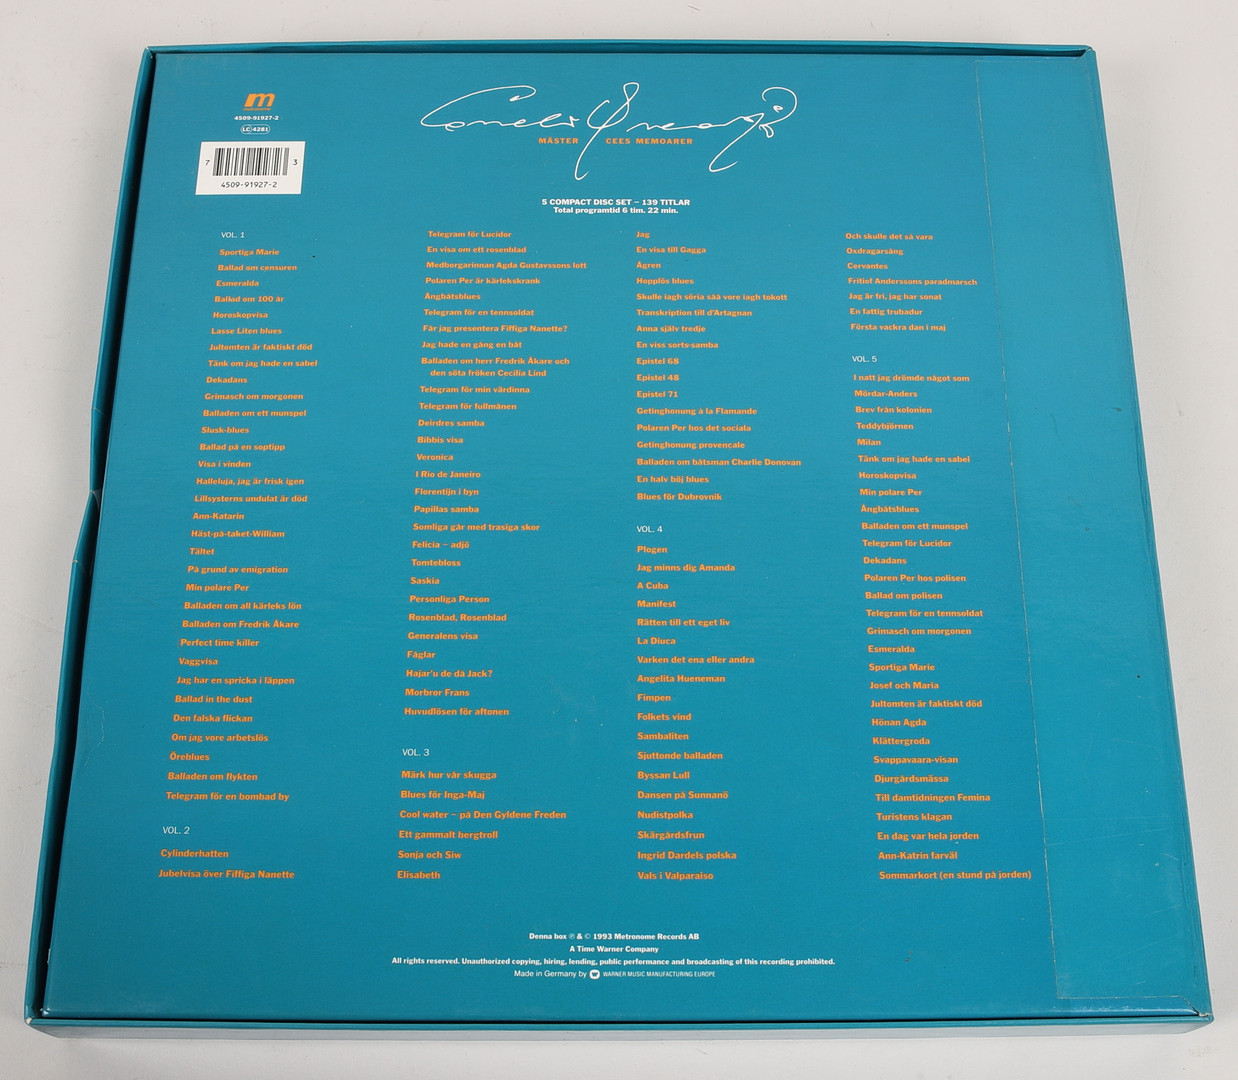 m
4509-91927-2
LC 4281
7 3
4509-91927-2
Cornelis Vreeswijk
MÄSTER CEES MEMOARER
5 COMPACT DISC SET – 139 TITLAR
Total programtid 6 tim. 22 min.
VOL. 1
Sportiga Marie
Ballad om censuren
Esmeralda
Ballad om 100 år
Horoskopvisa
Lasse Liten blues
Jultomten är faktiskt död
Tänk om jag hade en sabel
Dekadans
Grimasch om morgonen
Balladen om ett munspel
Slusk-blues
Ballad på en soptipp
Visa i vinden
Halleluja, jag är frisk igen
Lillsysterns undulat är död
Ann-Katarin
Häst-på-taket-William
Tältet
På grund av emigration
Min polare Per
Balladen om all kärleks lön
Balladen om Fredrik Åkare
Perfect time killer
Vaggvisa
Jag har en spricka i läppen
Ballad in the dust
Den falska flickan
Om jag vore arbetslös
Öreblues
Balladen om flykten
Telegram för en bombad by
VOL. 2
Cylinderhatten
Jubelvisa över Fiffiga Nanette
Telegram för Lucidor
En visa om ett rosenblad
Medborgarinnan Agda Gustavssons lott
Polaren Per är kärlekskrank
Ångbåtsblues
Telegram för en tennsoldat
Får jag presentera Fiffiga Nanette?
Jag hade en gång en båt
Balladen om herr Fredrik Åkare och
den söta fröken Cecilia Lind
Telegram för min värdinna
Telegram för fullmånen
Deirdres samba
Bibbis visa
Veronica
I Rio de Janeiro
Florentijn i byn
Papillas samba
Somliga går med trasiga skor
Felicia – adjö
Tomtebloss
Saskia
Personliga Person
Rosenblad, Rosenblad
Generalens visa
Fåglar
Hajar'u de då Jack?
Morbror Frans
Huvudlösen för aftonen
VOL. 3
Märk hur vår skugga
Blues för Inga-Maj
Cool water – på Den Gyldene Freden
Ett gammalt bergtroll
Sonja och Siw
Elisabeth
Jag
En visa till Gagga
Ågren
Hopplös blues
Skulle iagh söria såå vore iagh tokott
Transkription till d'Artagnan
Anna själv tredje
En viss sorts-samba
Epistel 68
Epistel 48
Epistel 71
Getinghonung à la Flamande
Polaren Per hos det sociala
Getinghonung provençale
Balladen om båtsman Charlie Donovan
En halv böj blues
Blues för Dubrovnik
VOL. 4
Plogen
Jag minns dig Amanda
A Cuba
Manifest
Rätten till ett eget liv
La Diuca
Varken det ena eller andra
Angelita Hueneman
Fimpen
Folkets vind
Sambaliten
Sjuttonde balladen
Byssan Lull
Dansen på Sunnanö
Nudistpolka
Skärgårdsfrun
Ingrid Dardels polska
Vals i Valparaiso
Och skulle det så vara
Oxdragarsång
Cervantes
Fritiof Anderssons paradmarsch
Jag är fri, jag har sonat
En fattig trubadur
Första vackra dan i maj
VOL. 5
I natt jag drömde något som
Mördar-Anders
Brev från kolonien
Teddybjörnen
Milan
Tänk om jag hade en sabel
Horoskopvisa
Min polare Per
Ångbåtsblues
Balladen om ett munspel
Telegram för Lucidor
Dekadans
Polaren Per hos polisen
Ballad om polisen
Telegram för en tennsoldat
Grimasch om morgonen
Esmeralda
Sportiga Marie
Josef och Maria
Jultomten är faktiskt död
Hönan Agda
Klättergroda
Svappavaara-visan
Djurgårdsmässa
Till damtidningen Femina
Turistens klagan
En dag var hela jorden
Ann-Katrin farväl
Sommarkort (en stund på jorden)
Denna box ℗ & © 1993 Metronome Records AB
A Time Warner Company
All rights reserved. Unauthorized copying, hiring, lending, public performance and broadcasting of this recording prohibited.
Made in Germany by WARNER MUSIC MANUFACTURING EUROPE